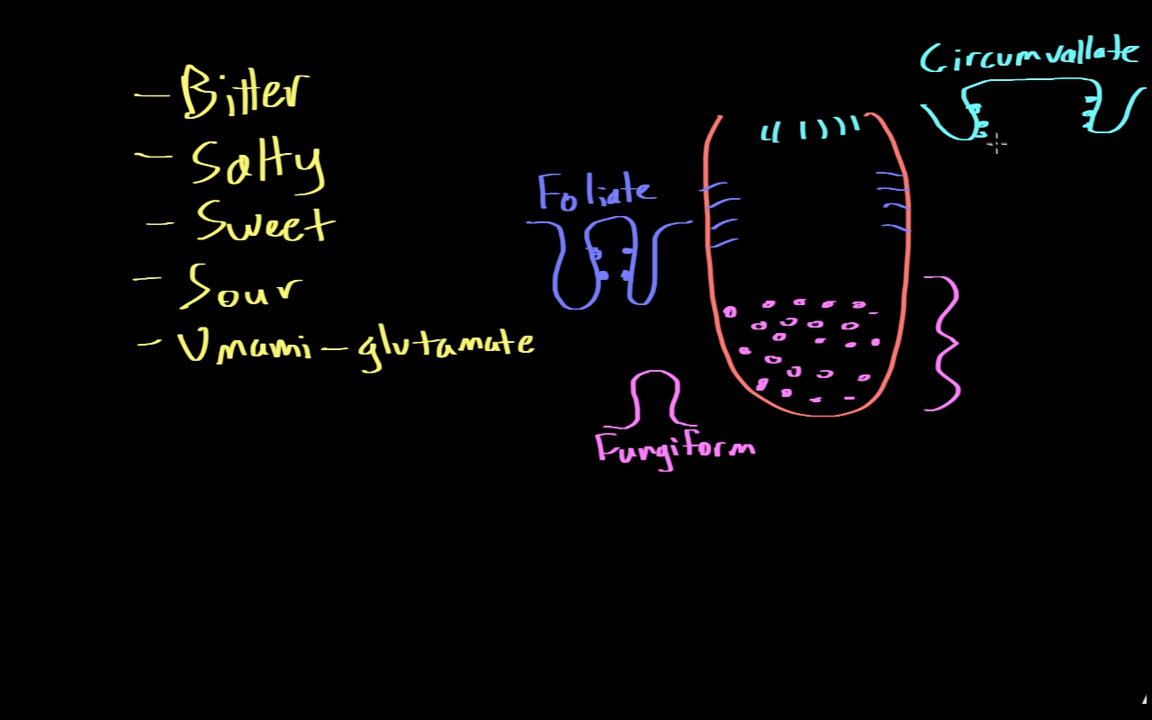 - Bitter
- Salty
- Sweet
- Sour
- Umami - glutamate
Circumvallate
Foliate
Fungiform